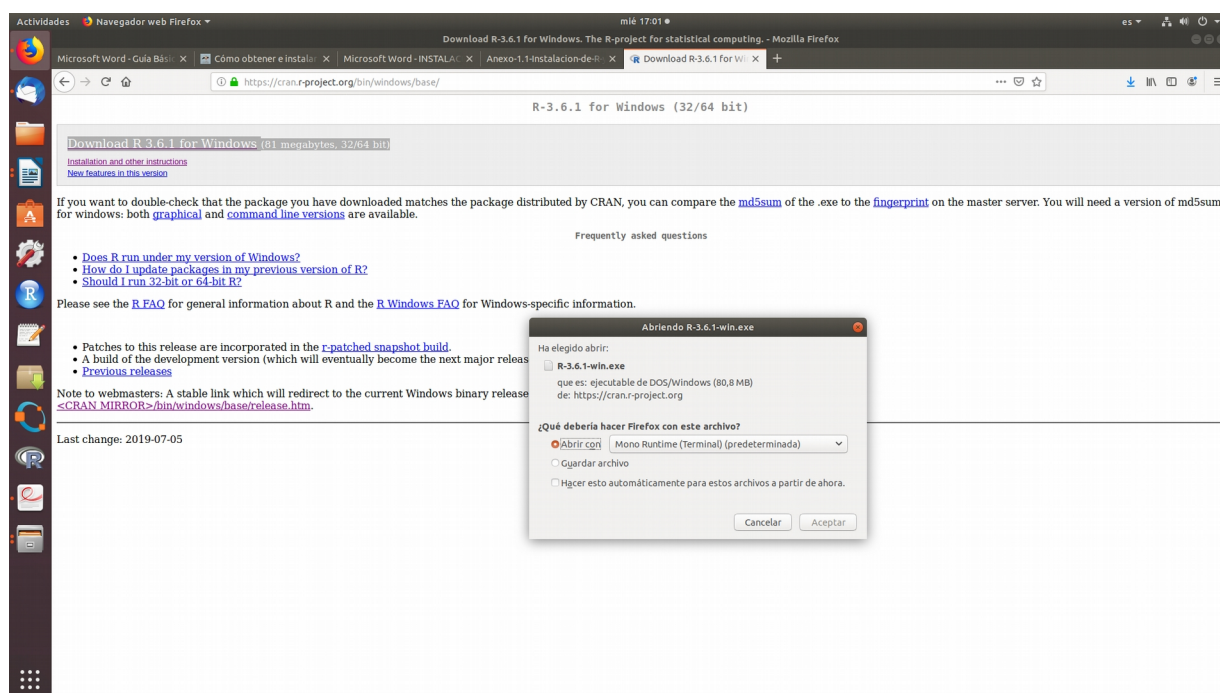 Actividades Navegador web Firefox mié 17:01 es
Download R-3.6.1 for Windows. The R-project for statistical computing. - Mozilla Firefox
Microsoft Word - Guía Bási Cómo obtener e instalar Microsoft Word - INSTALAC Anexo-1.1-Instalacion-de-R- Download R-3.6.1 for Wi
https://cran.r-project.org/bin/windows/base/
R-3.6.1 for Windows (32/64 bit)
Download R 3.6.1 for Windows (81 megabytes, 32/64 bit)
Installation and other instructions
New features in this version
If you want to double-check that the package you have downloaded matches the package distributed by CRAN, you can compare the md5sum of the .exe to the fingerprint on the master server. You will need a version of md5sum
for windows: both graphical and command line versions are available.
Frequently asked questions
• Does R run under my version of Windows?
• How do I update packages in my previous version of R?
• Should I run 32-bit or 64-bit R?
Please see the R FAQ for general information about R and the R Windows FAQ for Windows-specific information.
• Patches to this release are incorporated in the r-patched snapshot build.
• A build of the development version (which will eventually become the next major releas
• Previous releases
Note to webmasters: A stable link which will redirect to the current Windows binary release
<CRAN MIRROR>/bin/windows/base/release.htm.
Last change: 2019-07-05
Abriendo R-3.6.1-win.exe
Ha elegido abrir:
R-3.6.1-win.exe
que es: ejecutable de DOS/Windows (80,8 MB)
de: https://cran.r-project.org
¿Qué debería hacer Firefox con este archivo?
Abrir con Mono Runtime (Terminal) (predeterminada)
Guardar archivo
Hacer esto automáticamente para estos archivos a partir de ahora.
Cancelar Aceptar